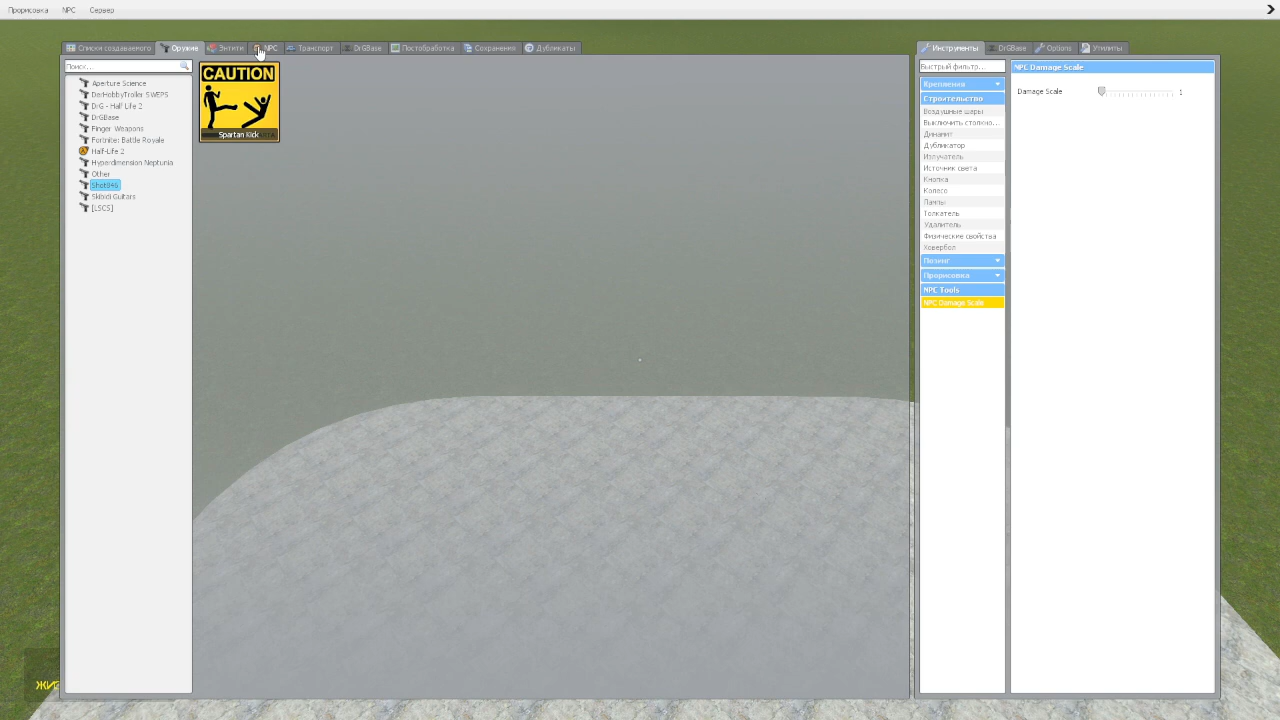 Прорисовка NPC Сервер
Списки создаваемого Оружие Энтити NPC Транспорт DrGBase Постобработка Сохранения Дубликаты
Поиск...
Aperture Science
DrG - Half Life 2
DrGBase
Finger Weapons
Fortnite: Battle Royale
Half-Life 2
Hyperdimension Neptunia
Other
Shot846
Skibidi Guitars
[LSCS]
CAUTION
Spartan Kick
Инструменты DrGBase Options Утилиты
Быстрый фильтр...
Крепления
Строительство
Воздушные шары
Выключить столкно...
Динамит
Дубликатор
Излучатель
Источник света
Кнопка
Колесо
Лампы
Толкатель
Удалитель
Физические свойства
Ховербол
Позинг
Прорисовка
NPC Tools
NPC Damage Scale
NPC Damage Scale
Damage Scale 1